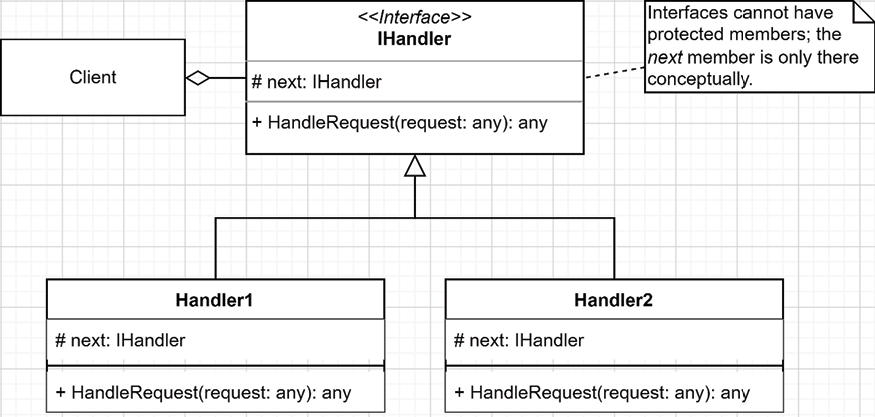 <<Interface>>
IHandler
# next: IHandler
+ HandleRequest(request: any): any
Client
Interfaces cannot have
protected members; the
next member is only there
conceptually.
Handler1
# next: IHandler
+ HandleRequest(request: any): any
Handler2
# next: IHandler
+ HandleRequest(request: any): any